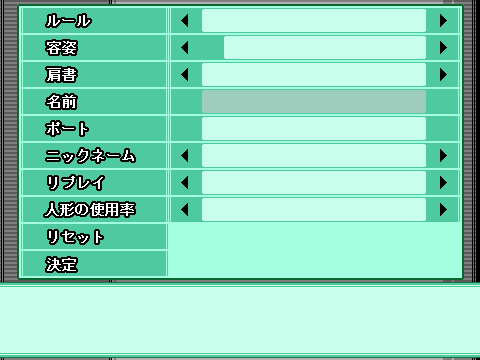 ルール
容姿
肩書
名前
ポート
ニックネーム
リプレイ
人形の使用率
リセット
決定